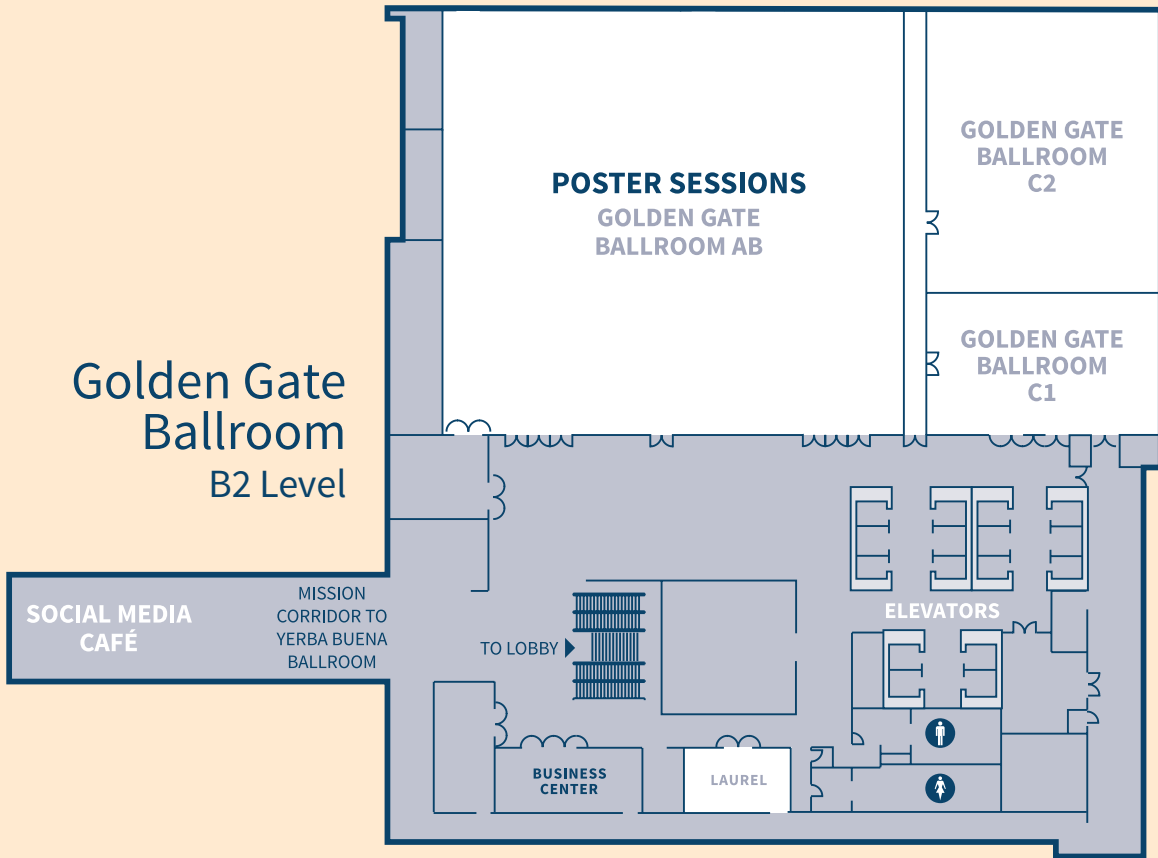 POSTER SESSIONS
GOLDEN GATE
BALLROOM AB
GOLDEN GATE
BALLROOM
C2
GOLDEN GATE
BALLROOM
C1
Golden Gate
Ballroom
B2 Level
SOCIAL MEDIA
CAFÉ
MISSION
CORRIDOR TO
YERBA BUENA
BALLROOM
TO LOBBY
ELEVATORS
BUSINESS
CENTER
LAUREL